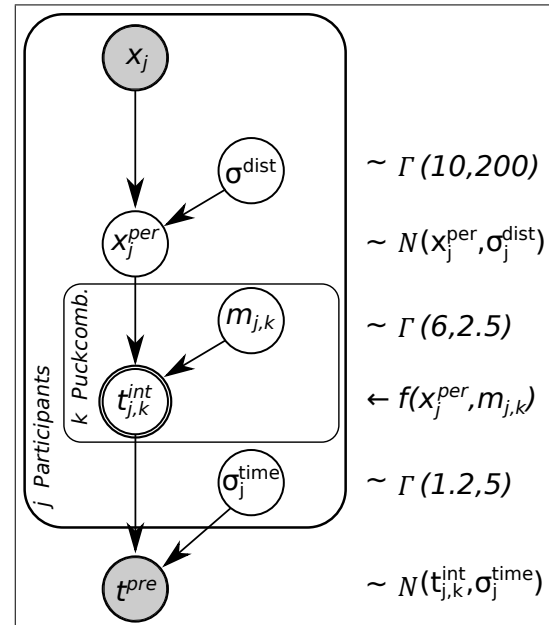 x_j
σ^dist ~ Γ(10,200)
x_j^per ~ N(x_j^per,σ_j^dist)
m_j,k ~ Γ(6,2.5)
t_j,k^int ← f(x_j^per,m_j,k)
k Puckcomb.
j Participants
σ_j^time ~ Γ(1.2,5)
t^pre ~ N(t_j,k^int,σ_j^time)